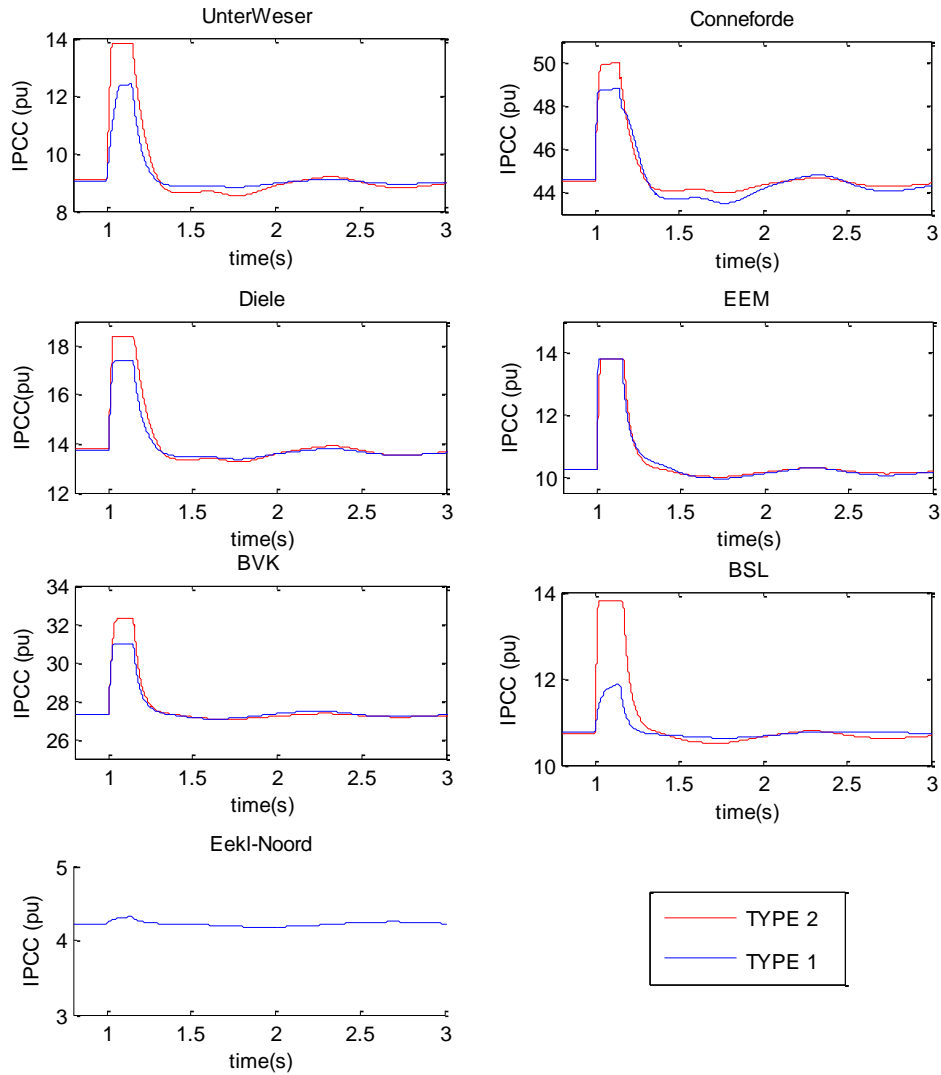 UnterWeser
14
12
10
8
IPCC (pu)
1
1.5
2
2.5
3
time(s)
Conneforde
50
48
46
44
IPCC (pu)
1
1.5
2
2.5
3
time(s)
Diele
18
16
14
12
IPCC(pu)
1
1.5
2
2.5
3
time(s)
EEM
14
12
10
IPCC (pu)
1
1.5
2
2.5
3
time(s)
BVK
34
32
30
28
26
IPCC (pu)
1
1.5
2
2.5
3
time(s)
BSL
14
12
10
IPCC (pu)
1
1.5
2
2.5
3
time(s)
Eekl-Noord
5
4
3
IPCC (pu)
1
1.5
2
2.5
3
time(s)
TYPE 2
TYPE 1